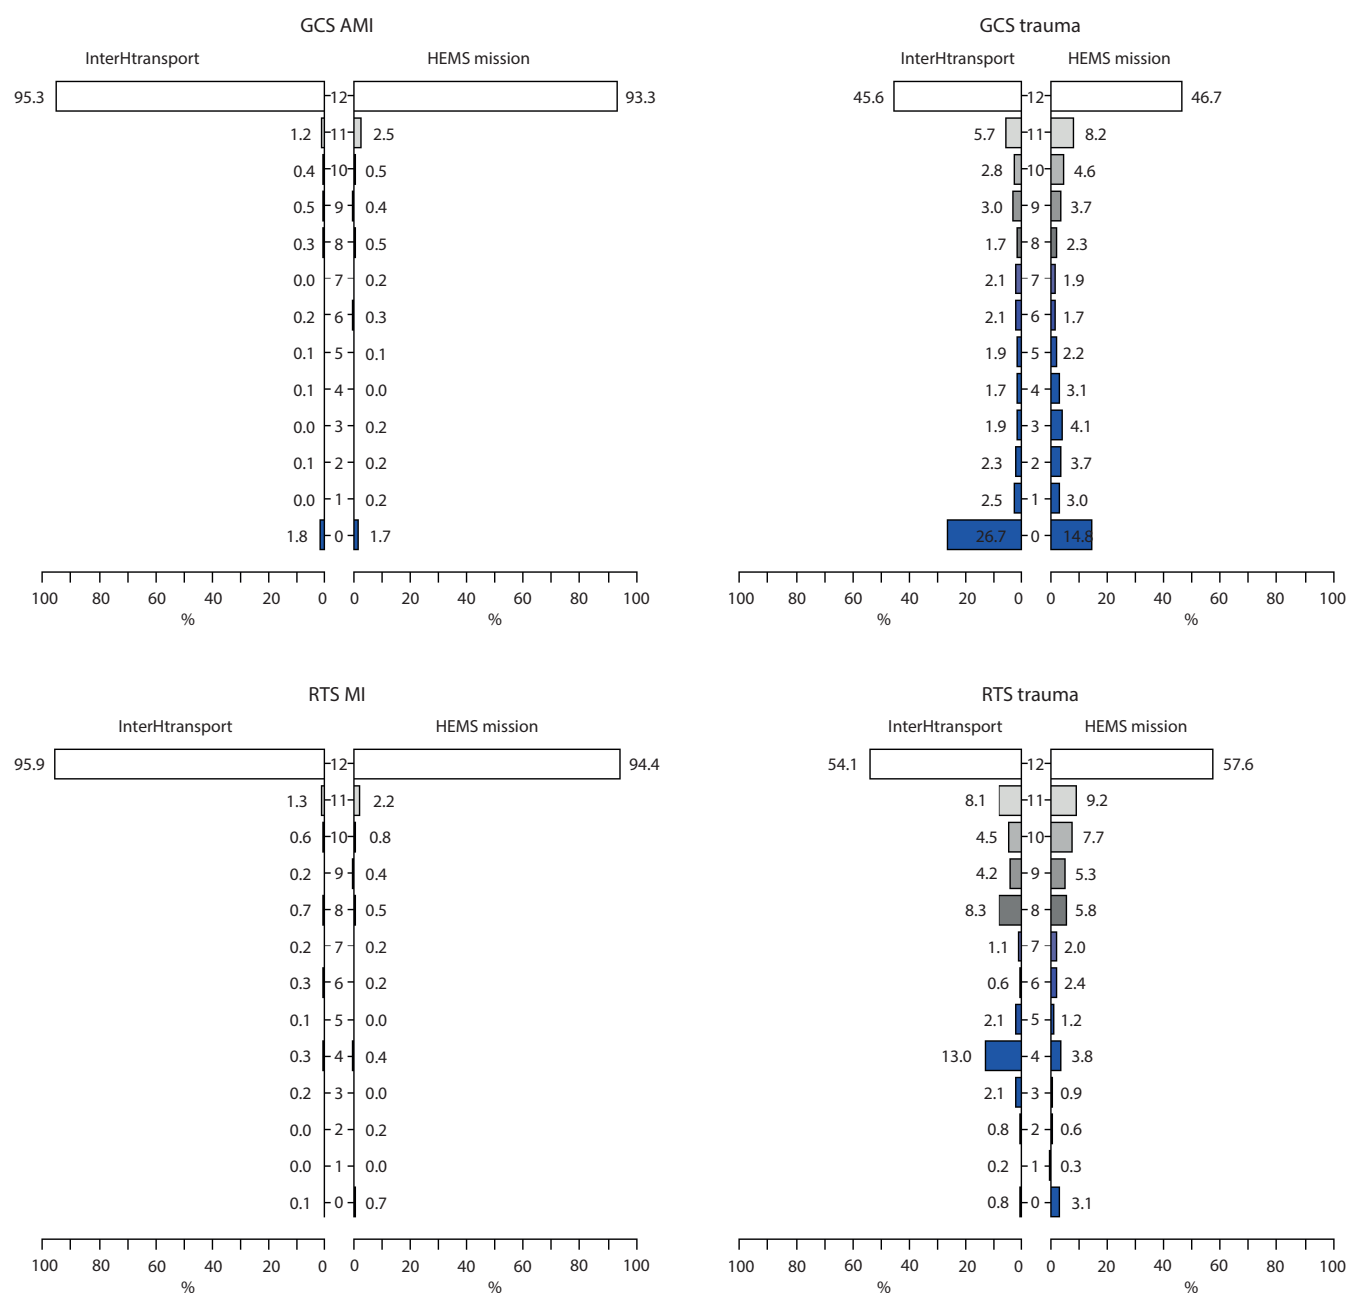 GCS AMI
InterHtransport HEMS mission
95.3 12 93.3
1.2 11 2.5
0.4 10 0.5
0.5 9 0.4
0.3 8 0.5
0.0 7 0.2
0.2 6 0.3
0.1 5 0.1
0.1 4 0.0
0.0 3 0.2
0.1 2 0.2
0.0 1 0.2
1.8 0 1.7
100 80 60 40 20 0 0 20 40 60 80 100
% %
GCS trauma
InterHtransport HEMS mission
45.6 12 46.7
5.7 11 8.2
2.8 10 4.6
3.0 9 3.7
1.7 8 2.3
2.1 7 1.9
2.1 6 1.7
1.9 5 2.2
1.7 4 3.1
1.9 3 4.1
2.3 2 3.7
2.5 1 3.0
26.7 0 14.8
100 80 60 40 20 0 0 20 40 60 80 100
% %
RTS MI
InterHtransport HEMS mission
95.9 12 94.4
1.3 11 2.2
0.6 10 0.8
0.2 9 0.4
0.7 8 0.5
0.2 7 0.2
0.3 6 0.2
0.1 5 0.0
0.3 4 0.4
0.2 3 0.0
0.0 2 0.2
0.0 1 0.0
0.1 0 0.7
100 80 60 40 20 0 0 20 40 60 80 100
% %
RTS trauma
InterHtransport HEMS mission
54.1 12 57.6
8.1 11 9.2
4.5 10 7.7
4.2 9 5.3
8.3 8 5.8
1.1 7 2.0
0.6 6 2.4
2.1 5 1.2
13.0 4 3.8
2.1 3 0.9
0.8 2 0.6
0.2 1 0.3
0.8 0 3.1
100 80 60 40 20 0 0 20 40 60 80 100
% %